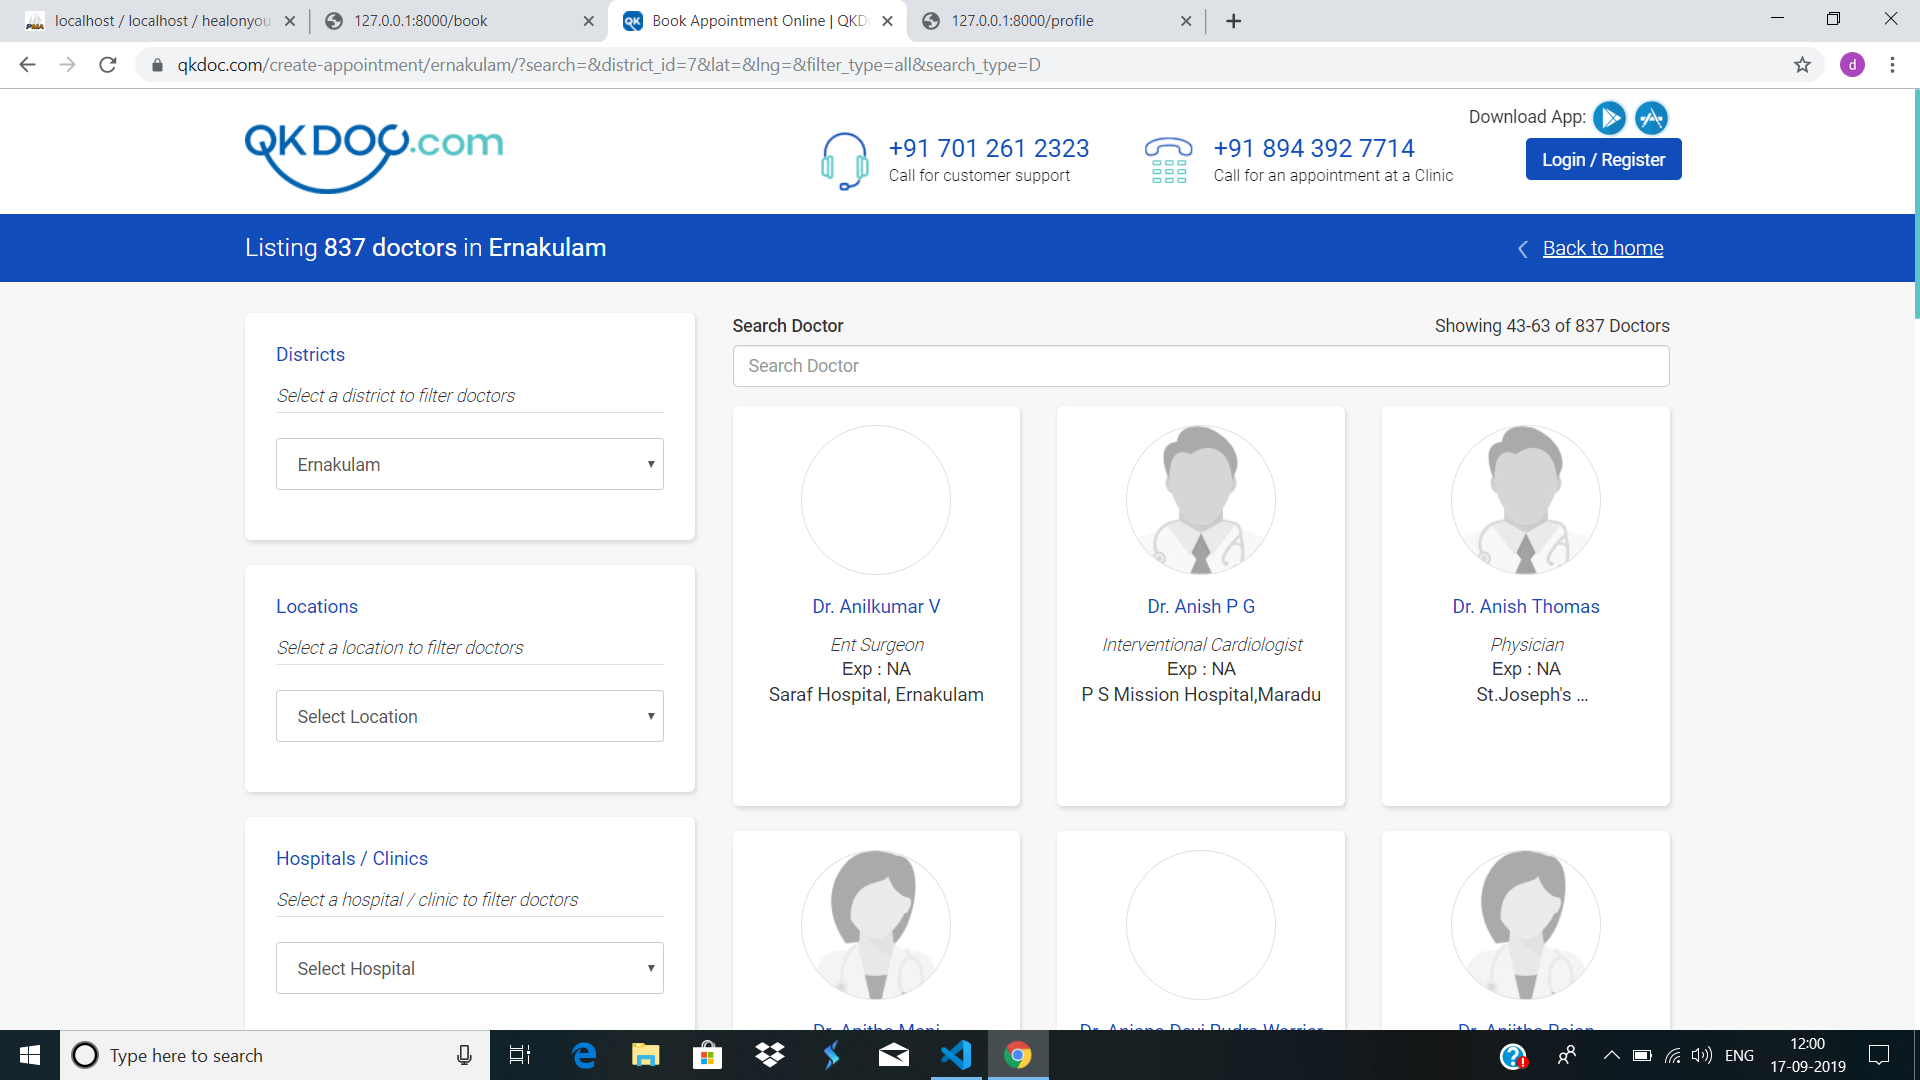 localhost / localhost / healonyou
127.0.0.1:8000/book
Book Appointment Online | QKD
127.0.0.1:8000/profile
qkdoc.com/create-appointment/ernakulam/?search=&district_id=7&lat=&lng=&filter_type=all&search_type=D
d
QKDOC.com
+91 701 261 2323
Call for customer support
+91 894 392 7714
Call for an appointment at a Clinic
Download App:
Login / Register
Listing 837 doctors in Ernakulam
Back to home
Districts
Select a district to filter doctors
Ernakulam
Locations
Select a location to filter doctors
Select Location
Hospitals / Clinics
Select a hospital / clinic to filter doctors
Select Hospital
Search Doctor
Showing 43-63 of 837 Doctors
Search Doctor
Dr. Anilkumar V
Ent Surgeon
Exp : NA
Saraf Hospital, Ernakulam
Dr. Anish P G
Interventional Cardiologist
Exp : NA
P S Mission Hospital,Maradu
Dr. Anish Thomas
Physician
Exp : NA
St.Joseph's ...
Type here to search
ENG
12:00
17-09-2019